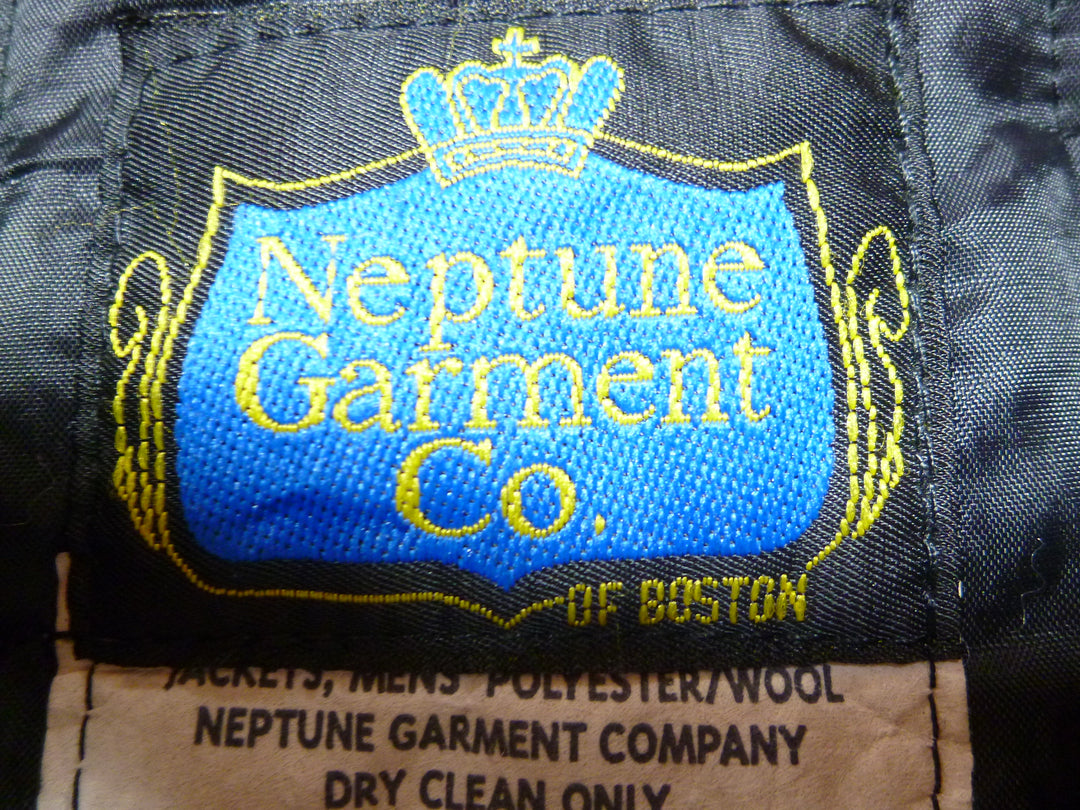 Neptune
Garment
Co.
OF BOSTON
JACKETS, MENS' POLYESTER/WOOL
NEPTUNE GARMENT COMPANY
DRY CLEAN ONLY